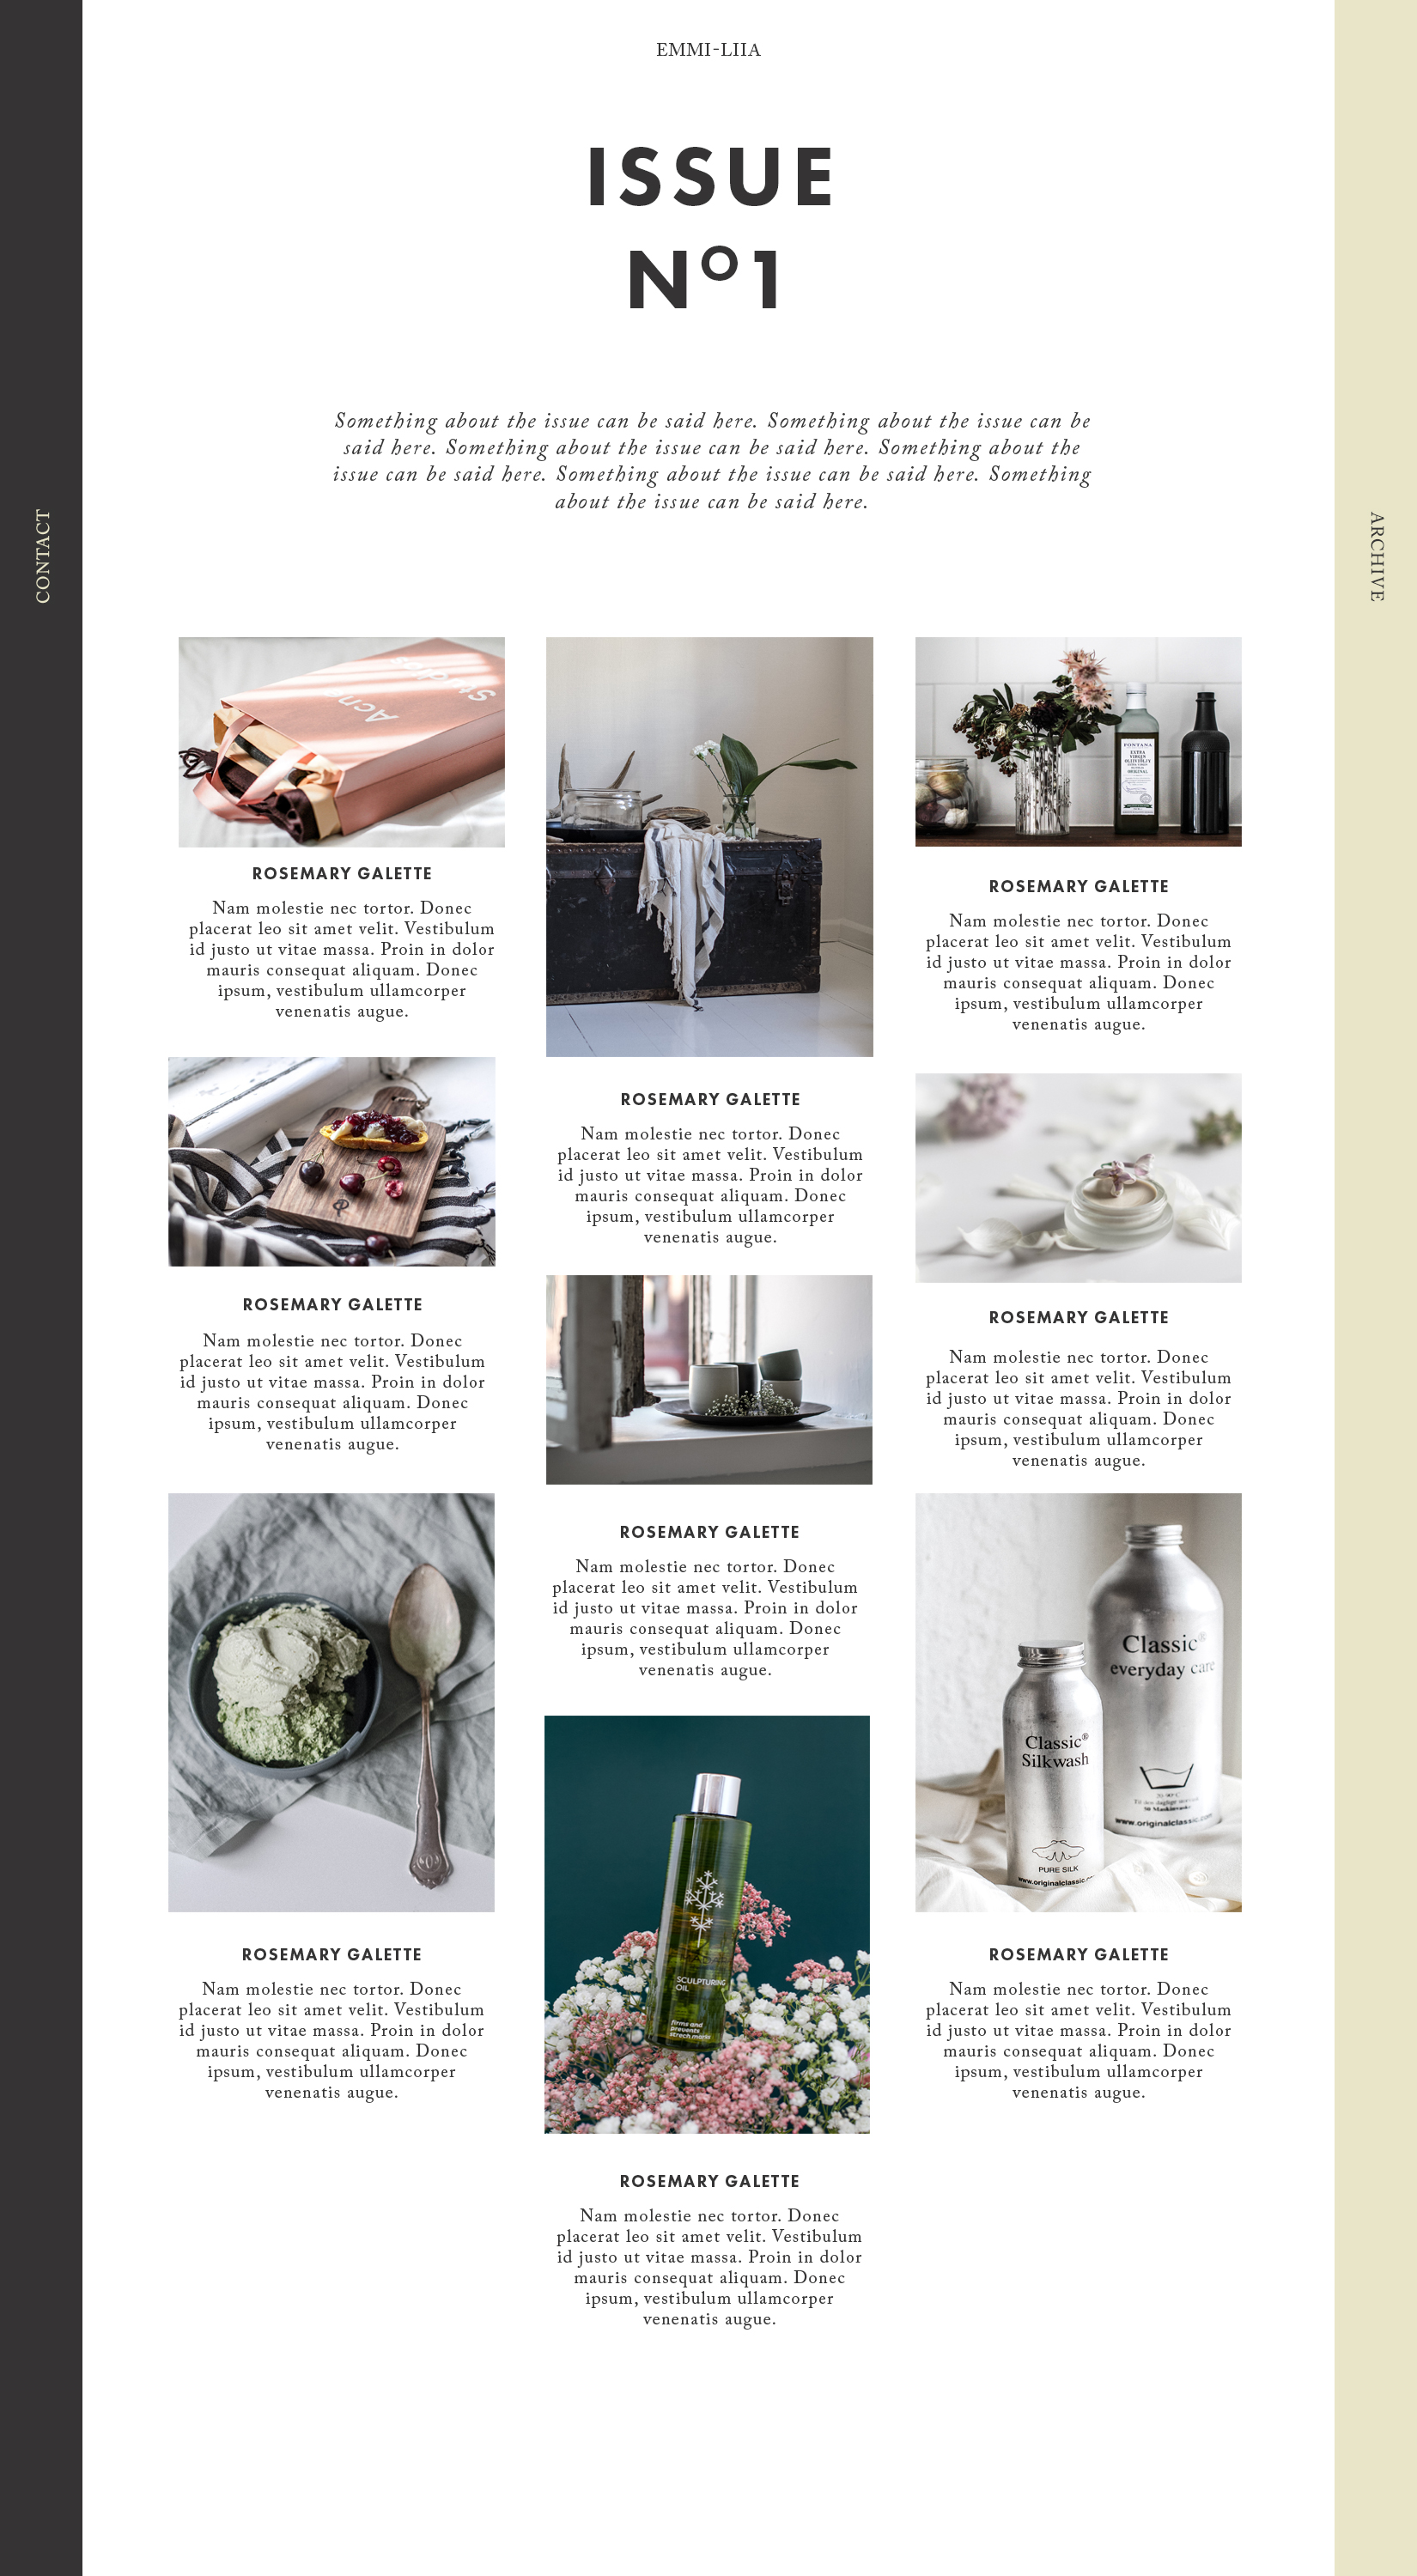 EMMI-LIIA
ISSUE
Nº1
Something about the issue can be said here. Something about the issue can be
said here. Something about the issue can be said here. Something about the
issue can be said here. Something about the issue can be said here. Something
about the issue can be said here.
CONTACT
ARCHIVE
Acne
Studios
ROSEMARY GALETTE
Nam molestie nec tortor. Donec
placerat leo sit amet velit. Vestibulum
id justo ut vitae massa. Proin in dolor
mauris consequat aliquam. Donec
ipsum, vestibulum ullamcorper
venenatis augue.
ROSEMARY GALETTE
Nam molestie nec tortor. Donec
placerat leo sit amet velit. Vestibulum
id justo ut vitae massa. Proin in dolor
mauris consequat aliquam. Donec
ipsum, vestibulum ullamcorper
venenatis augue.
ROSEMARY GALETTE
Nam molestie nec tortor. Donec
placerat leo sit amet velit. Vestibulum
id justo ut vitae massa. Proin in dolor
mauris consequat aliquam. Donec
ipsum, vestibulum ullamcorper
venenatis augue.
ROSEMARY GALETTE
Nam molestie nec tortor. Donec
placerat leo sit amet velit. Vestibulum
id justo ut vitae massa. Proin in dolor
mauris consequat aliquam. Donec
ipsum, vestibulum ullamcorper
venenatis augue.
ROSEMARY GALETTE
Nam molestie nec tortor. Donec
placerat leo sit amet velit. Vestibulum
id justo ut vitae massa. Proin in dolor
mauris consequat aliquam. Donec
ipsum, vestibulum ullamcorper
venenatis augue.
SCULPTURING
OIL
firms and
prevents
strech marks
ROSEMARY GALETTE
Nam molestie nec tortor. Donec
placerat leo sit amet velit. Vestibulum
id justo ut vitae massa. Proin in dolor
mauris consequat aliquam. Donec
ipsum, vestibulum ullamcorper
venenatis augue.
FONTANA
EXTRA
VIRGIN
OLIIVIÖLJY
ORIGINAL
ROSEMARY GALETTE
Nam molestie nec tortor. Donec
placerat leo sit amet velit. Vestibulum
id justo ut vitae massa. Proin in dolor
mauris consequat aliquam. Donec
ipsum, vestibulum ullamcorper
venenatis augue.
ROSEMARY GALETTE
Nam molestie nec tortor. Donec
placerat leo sit amet velit. Vestibulum
id justo ut vitae massa. Proin in dolor
mauris consequat aliquam. Donec
ipsum, vestibulum ullamcorper
venenatis augue.
Classic®
everyday care
www.originalclassic.
Classic®
Silkwash
PURE SILK
www.originalclassic.c
ROSEMARY GALETTE
Nam molestie nec tortor. Donec
placerat leo sit amet velit. Vestibulum
id justo ut vitae massa. Proin in dolor
mauris consequat aliquam. Donec
ipsum, vestibulum ullamcorper
venenatis augue.